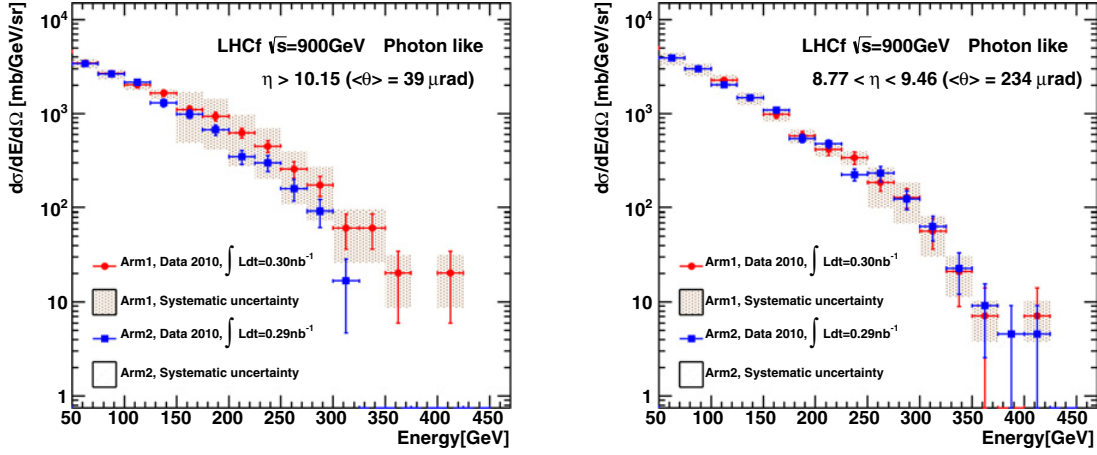 dσ/dE/dΩ [mb/GeV/sr]
10⁴
10³
10²
10
1
LHCf √s=900GeV Photon like
η > 10.15 (<θ> = 39 μrad)
Arm1, Data 2010, ∫ Ldt=0.30nb⁻¹
Arm1, Systematic uncertainty
Arm2, Data 2010, ∫ Ldt=0.29nb⁻¹
Arm2, Systematic uncertainty
50 100 150 200 250 300 350 400 450
Energy[GeV]
dσ/dE/dΩ [mb/GeV/sr]
10⁴
10³
10²
10
1
LHCf √s=900GeV Photon like
8.77 < η < 9.46 (<θ> = 234 μrad)
Arm1, Data 2010, ∫ Ldt=0.30nb⁻¹
Arm1, Systematic uncertainty
Arm2, Data 2010, ∫ Ldt=0.29nb⁻¹
Arm2, Systematic uncertainty
50 100 150 200 250 300 350 400 450
Energy[GeV]